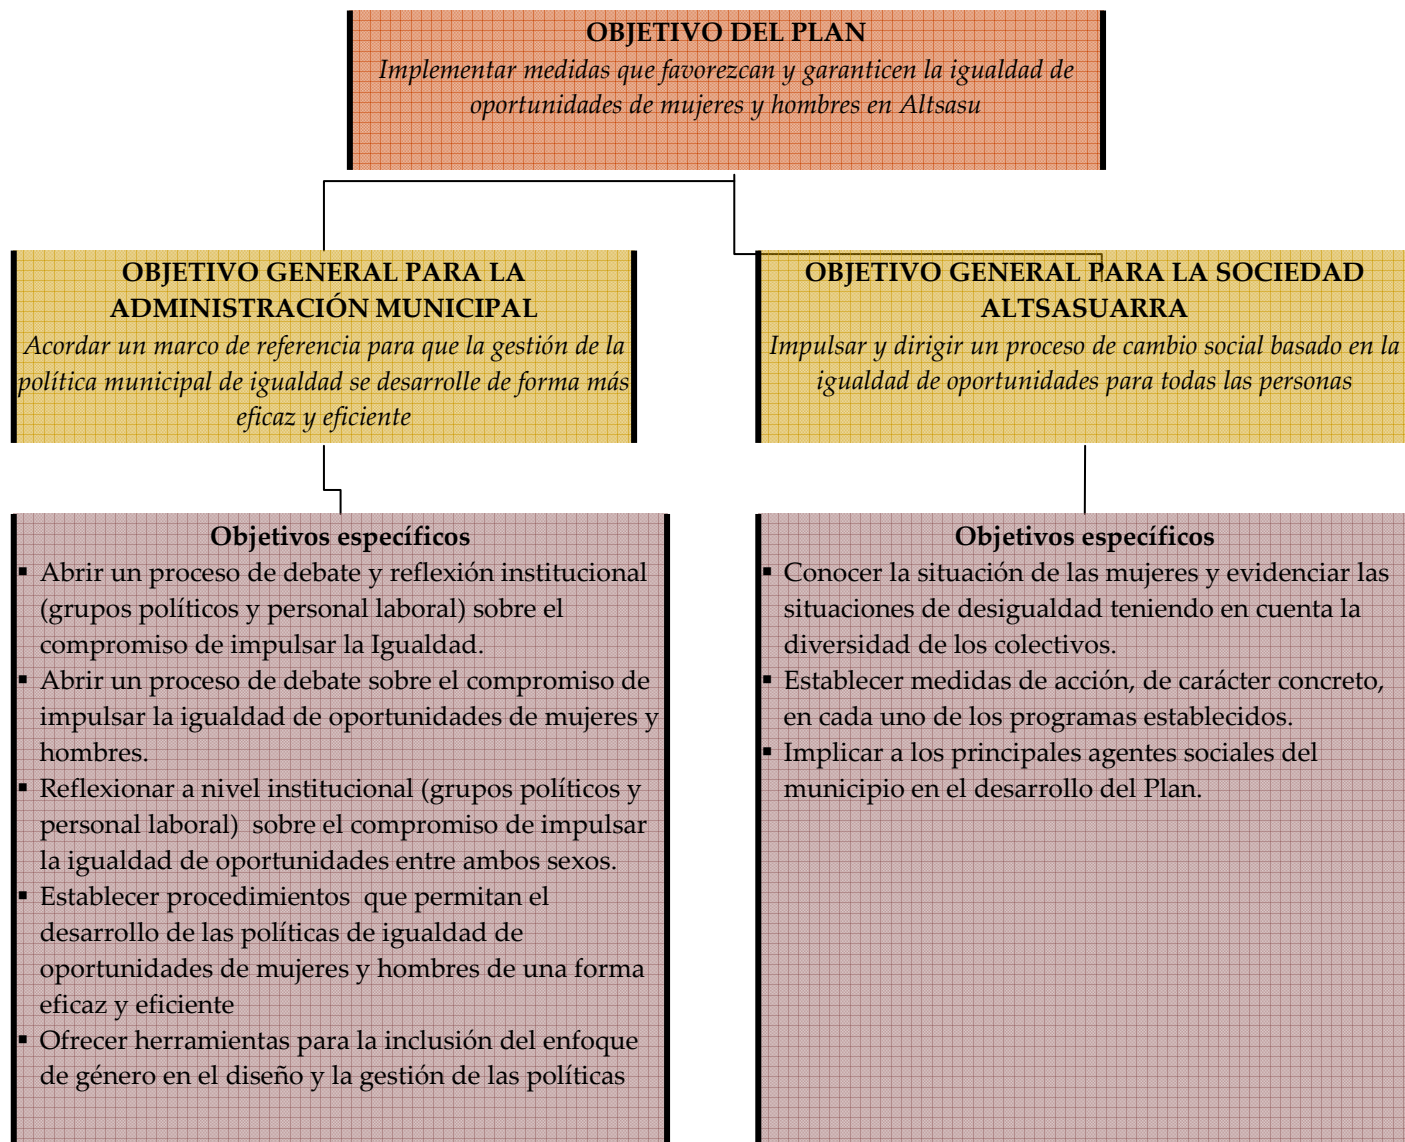 OBJETIVO DEL PLAN
Implementar medidas que favorezcan y garanticen la igualdad de
oportunidades de mujeres y hombres en Altsasu
OBJETIVO GENERAL PARA LA
ADMINISTRACIÓN MUNICIPAL
Acordar un marco de referencia para que la gestión de la
política municipal de igualdad se desarrolle de forma más
eficaz y eficiente
OBJETIVO GENERAL PARA LA SOCIEDAD
ALTSASUARRA
Impulsar y dirigir un proceso de cambio social basado en la
igualdad de oportunidades para todas las personas
Objetivos específicos
▪ Abrir un proceso de debate y reflexión institucional
(grupos políticos y personal laboral) sobre el
compromiso de impulsar la Igualdad.
▪ Abrir un proceso de debate sobre el compromiso de
impulsar la igualdad de oportunidades de mujeres y
hombres.
▪ Reflexionar a nivel institucional (grupos políticos y
personal laboral)  sobre el compromiso de impulsar
la igualdad de oportunidades entre ambos sexos.
▪ Establecer procedimientos  que permitan el
desarrollo de las políticas de igualdad de
oportunidades de mujeres y hombres de una forma
eficaz y eficiente
▪ Ofrecer herramientas para la inclusión del enfoque
de género en el diseño y la gestión de las políticas
Objetivos específicos
▪ Conocer la situación de las mujeres y evidenciar las
situaciones de desigualdad teniendo en cuenta la
diversidad de los colectivos.
▪ Establecer medidas de acción, de carácter concreto,
en cada uno de los programas establecidos.
▪ Implicar a los principales agentes sociales del
municipio en el desarrollo del Plan.